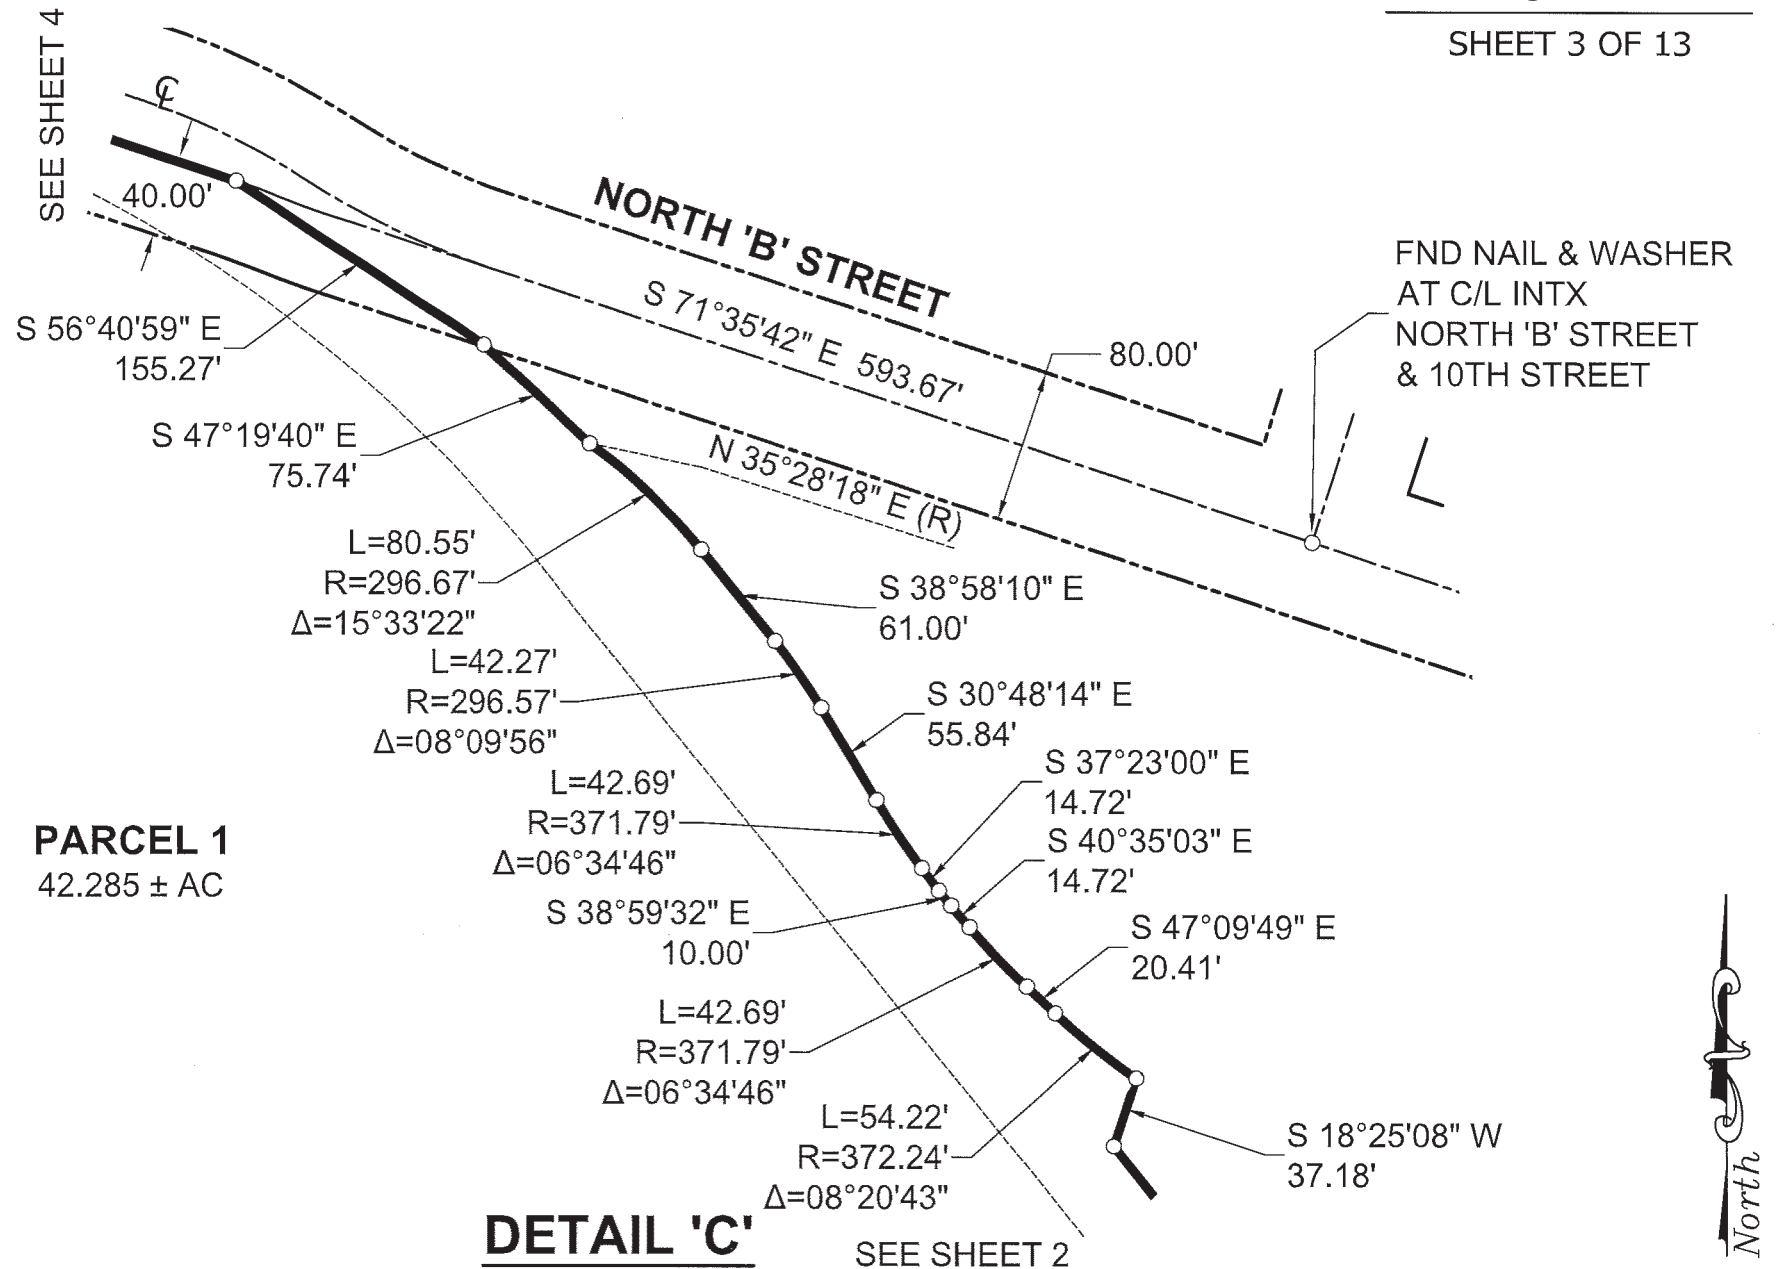 SHEET 3 OF 13
SEE SHEET 4
℄
40.00'
NORTH 'B' STREET
S 71°35'42" E 593.67'
80.00'
FND NAIL & WASHER
AT C/L INTX
NORTH 'B' STREET
& 10TH STREET
S 56°40'59" E
155.27'
S 47°19'40" E
75.74'
N 35°28'18" E (R)
L=80.55'
R=296.67'
Δ=15°33'22"
S 38°58'10" E
61.00'
L=42.27'
R=296.57'
Δ=08°09'56"
S 30°48'14" E
55.84'
L=42.69'
R=371.79'
Δ=06°34'46"
S 37°23'00" E
14.72'
PARCEL 1
42.285 ± AC
S 40°35'03" E
14.72'
S 38°59'32" E
10.00'
S 47°09'49" E
20.41'
L=42.69'
R=371.79'
Δ=06°34'46"
L=54.22'
R=372.24'
Δ=08°20'43"
S 18°25'08" W
37.18'
DETAIL 'C'
SEE SHEET 2
North